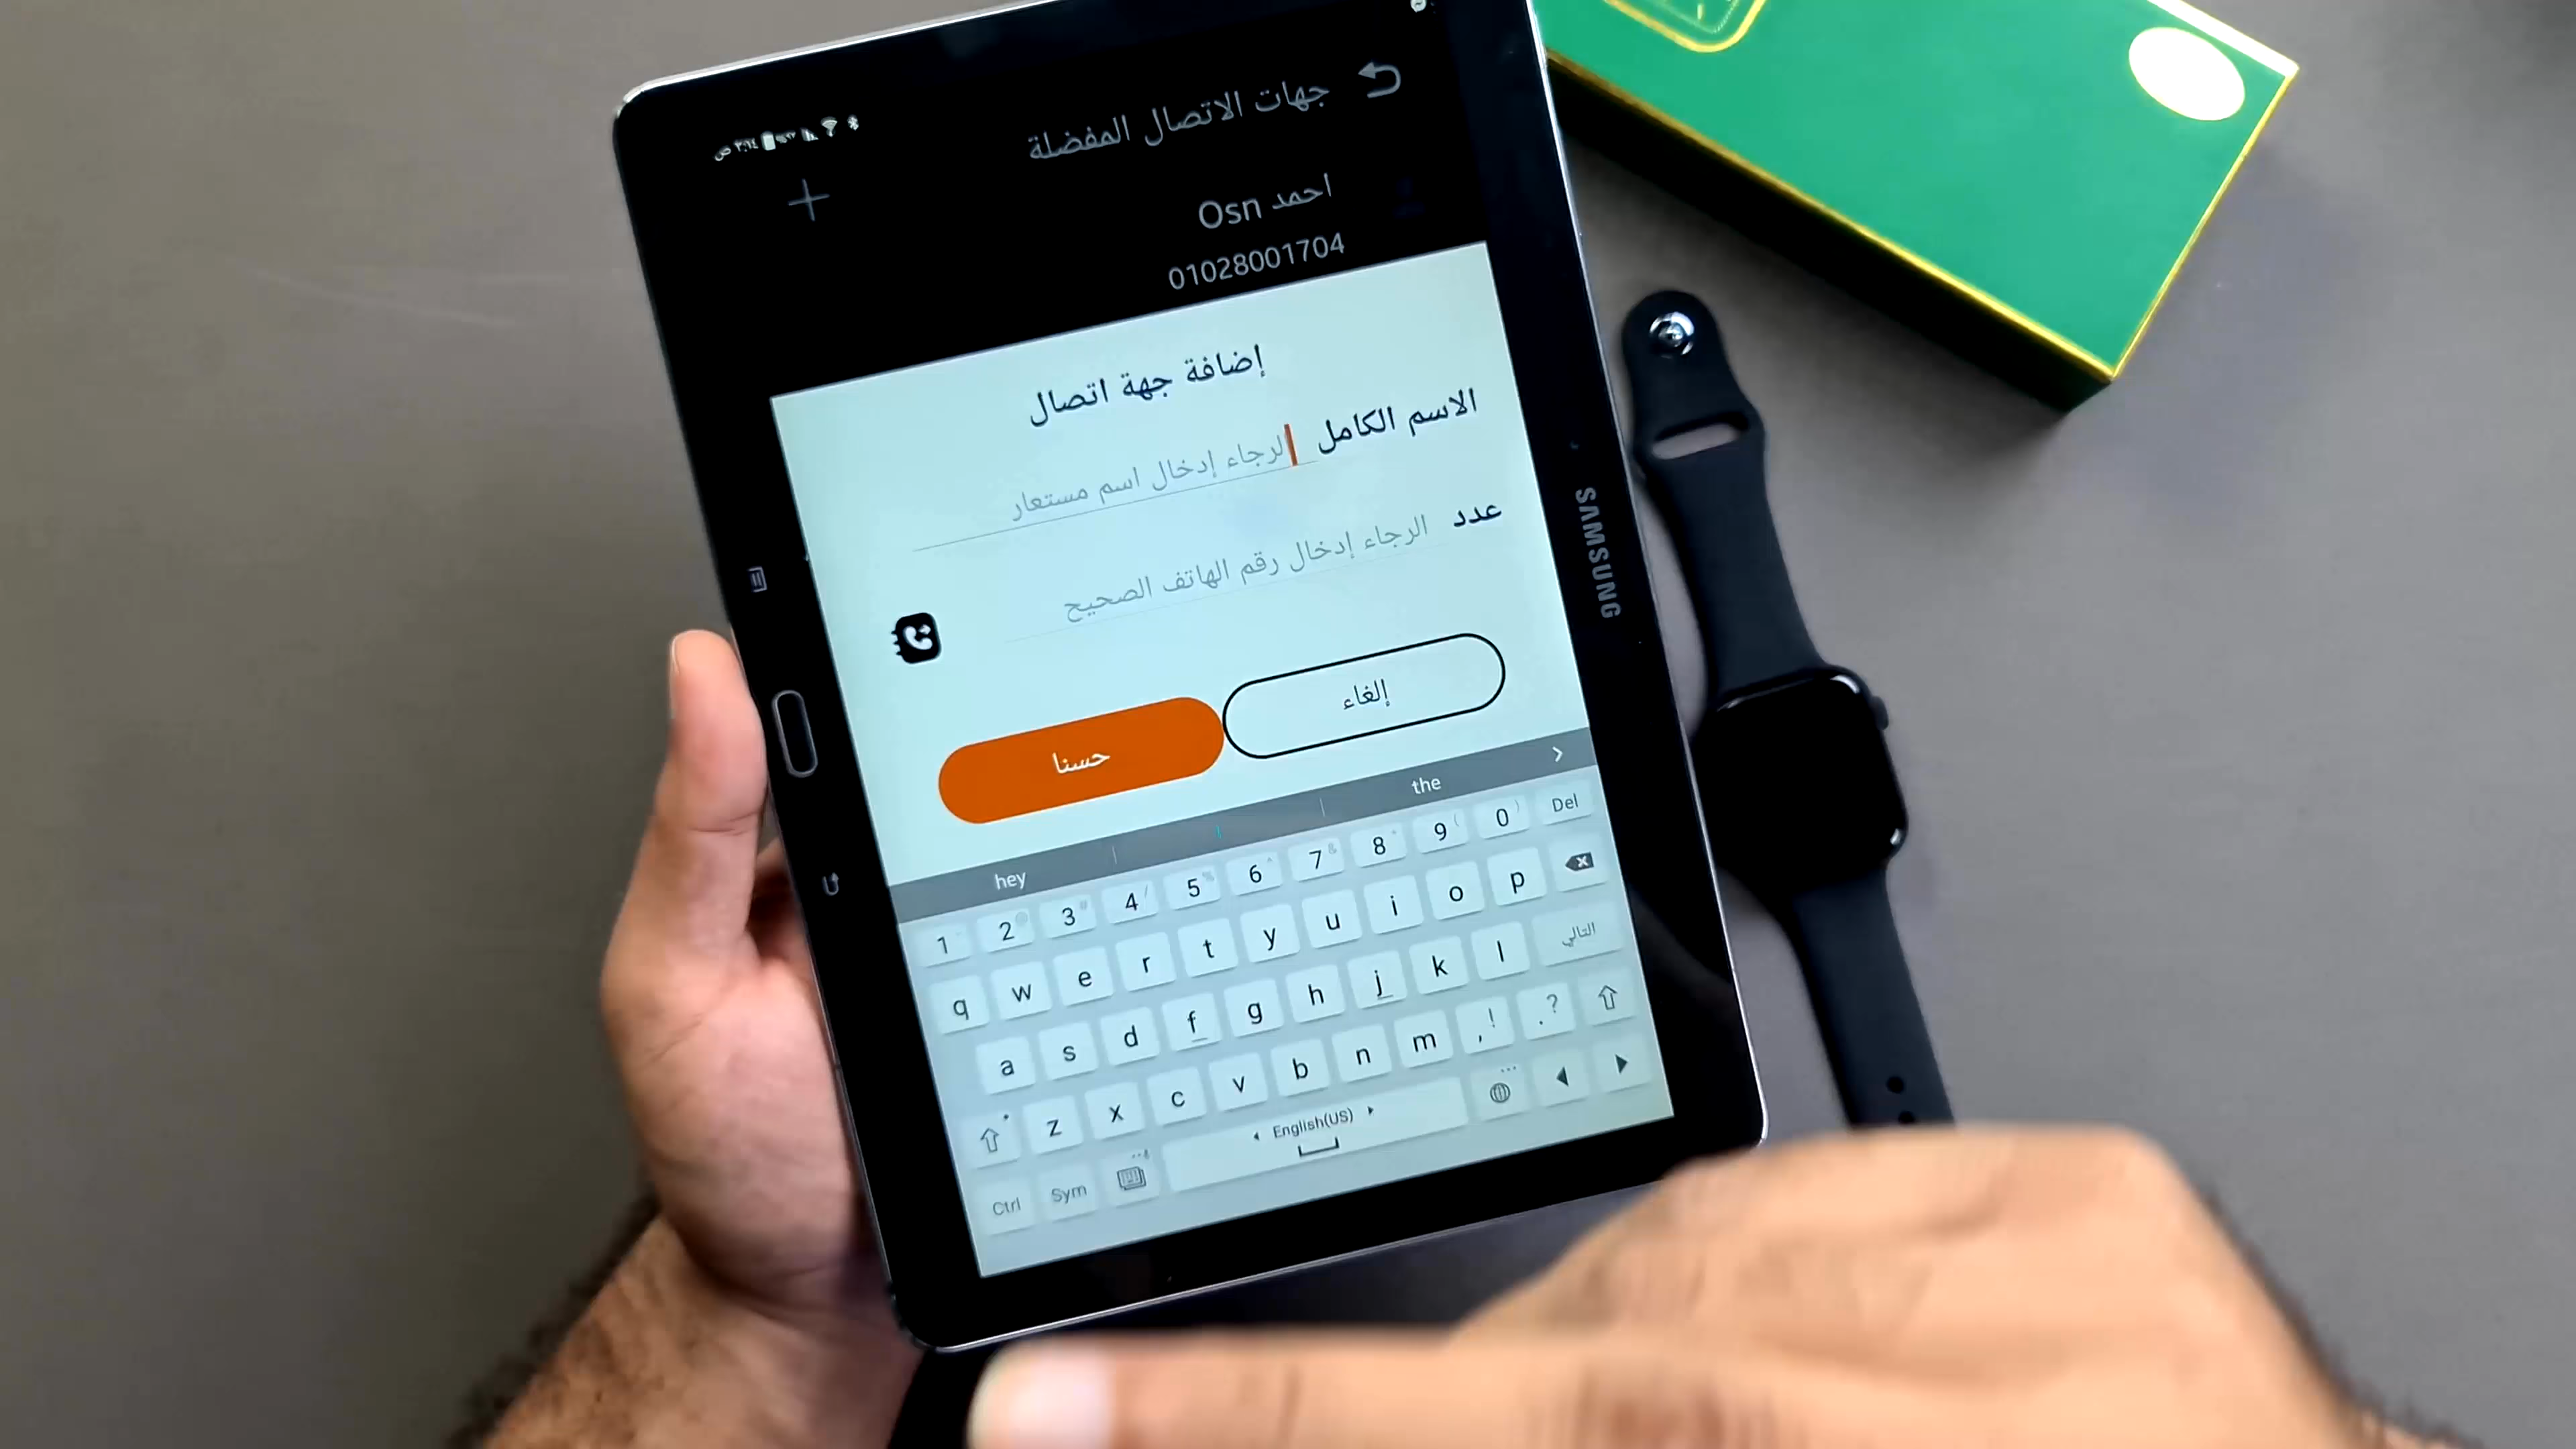 جهات الاتصال المفضلة
احمد Osn
01028001704
إضافة جهة اتصال
الاسم الكامل
الرجاء إدخال اسم مستعار
عدد
الرجاء إدخال رقم الهاتف الصحيح
إلغاء
حسنا
SAMSUNG
hey
the
1 2 3 4 5 6 7 8 9 0 Del
q w e r t y u i o p
a s d f g h j k l التالي
z x c v b n m , ! . ?
Ctrl Sym English(US)